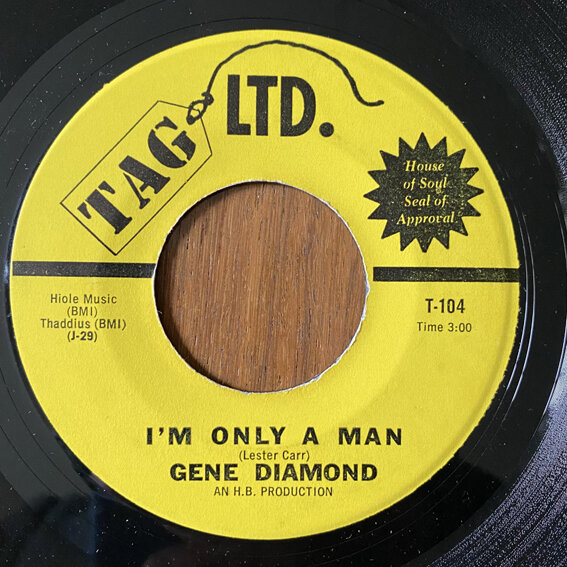 TAG LTD.
House
of Soul
Seal of
Approval
Hiole Music
(BMI)
Thaddius (BMI)
(J-29)
T-104
Time 3:00
I'M ONLY A MAN
(Lester Carr)
GENE DIAMOND
AN H.B. PRODUCTION